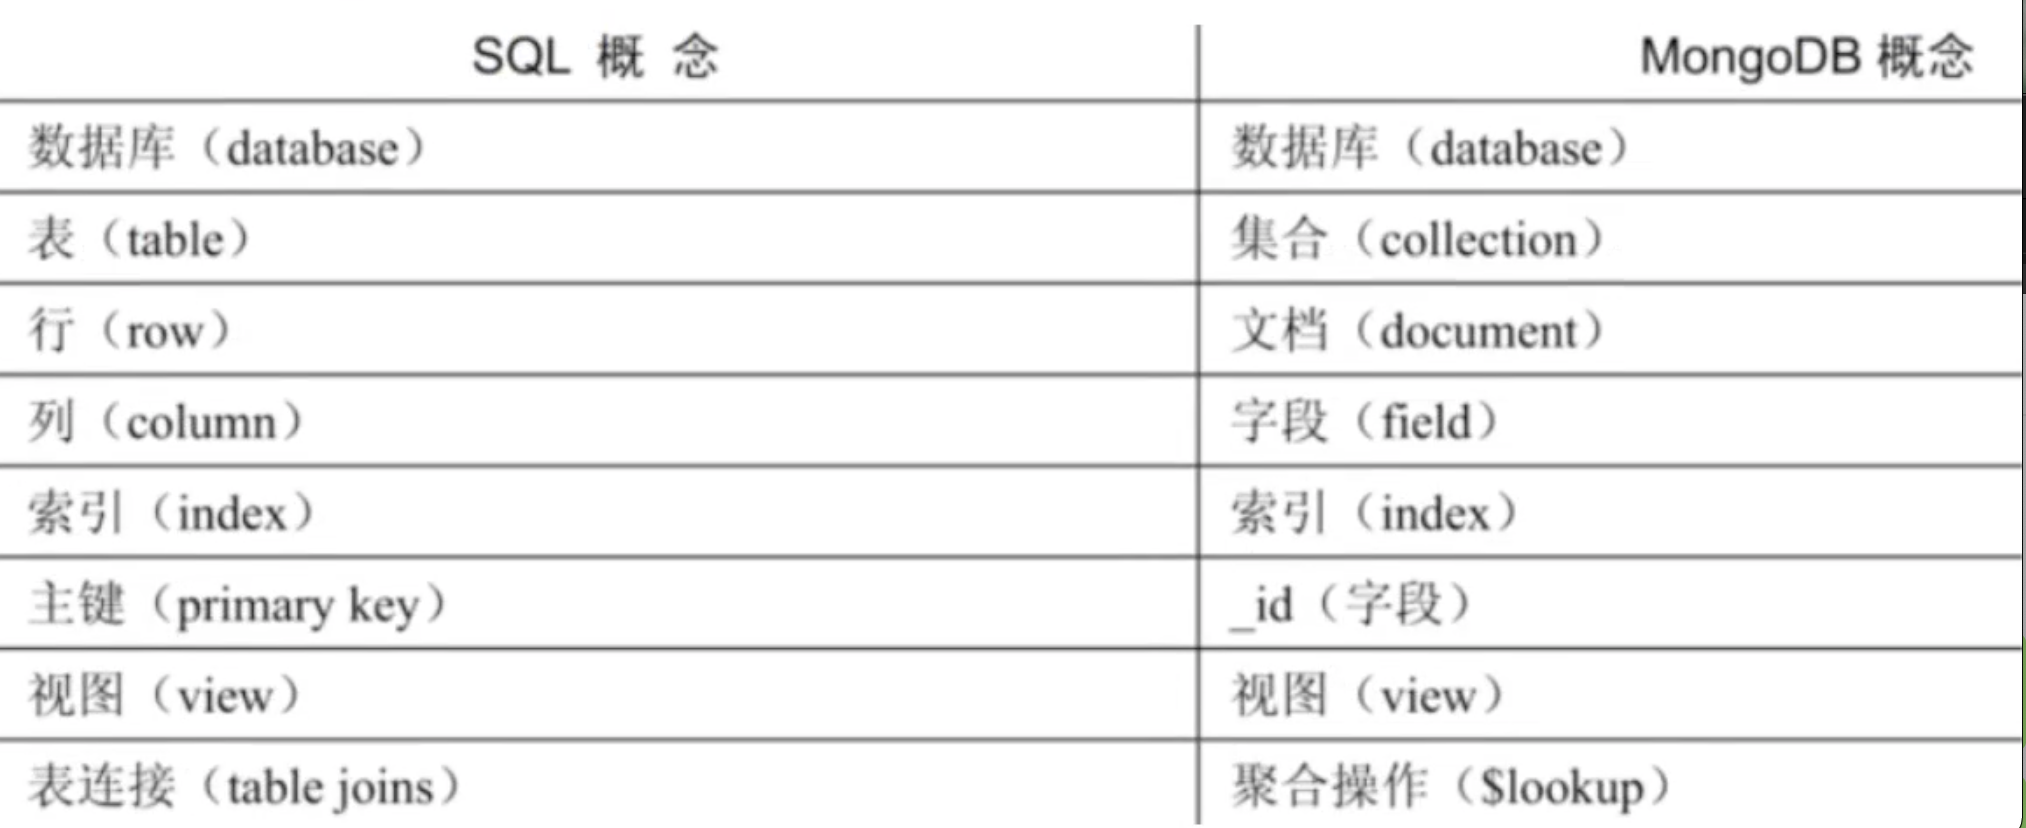 SQL 概 念 MongoDB 概念
数据库（database） 数据库（database）
表（table） 集合（collection）
行（row） 文档（document）
列（column） 字段（field）
索引（index） 索引（index）
主键（primary key） _id（字段）
视图（view） 视图（view）
表连接（table joins） 聚合操作（$lookup）